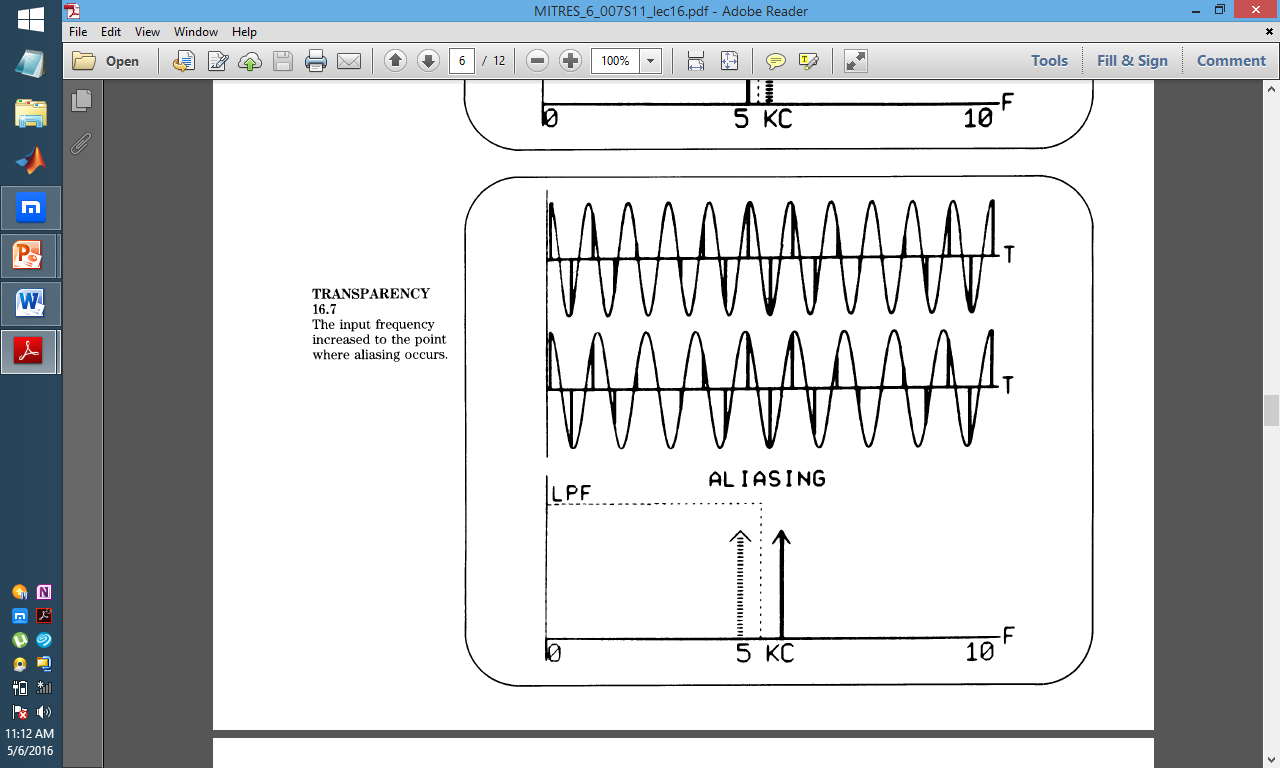 MITRES_6_007S11_lec16.pdf - Adobe Reader
File Edit View Window Help
Open 6 / 12 100% Tools Fill & Sign Comment
0 5 KC 10 F
T
TRANSPARENCY
16.7
The input frequency
increased to the point
where aliasing occurs.
T
ALIASING
LPF
F
0 5 KC 10
11:12 AM
5/6/2016